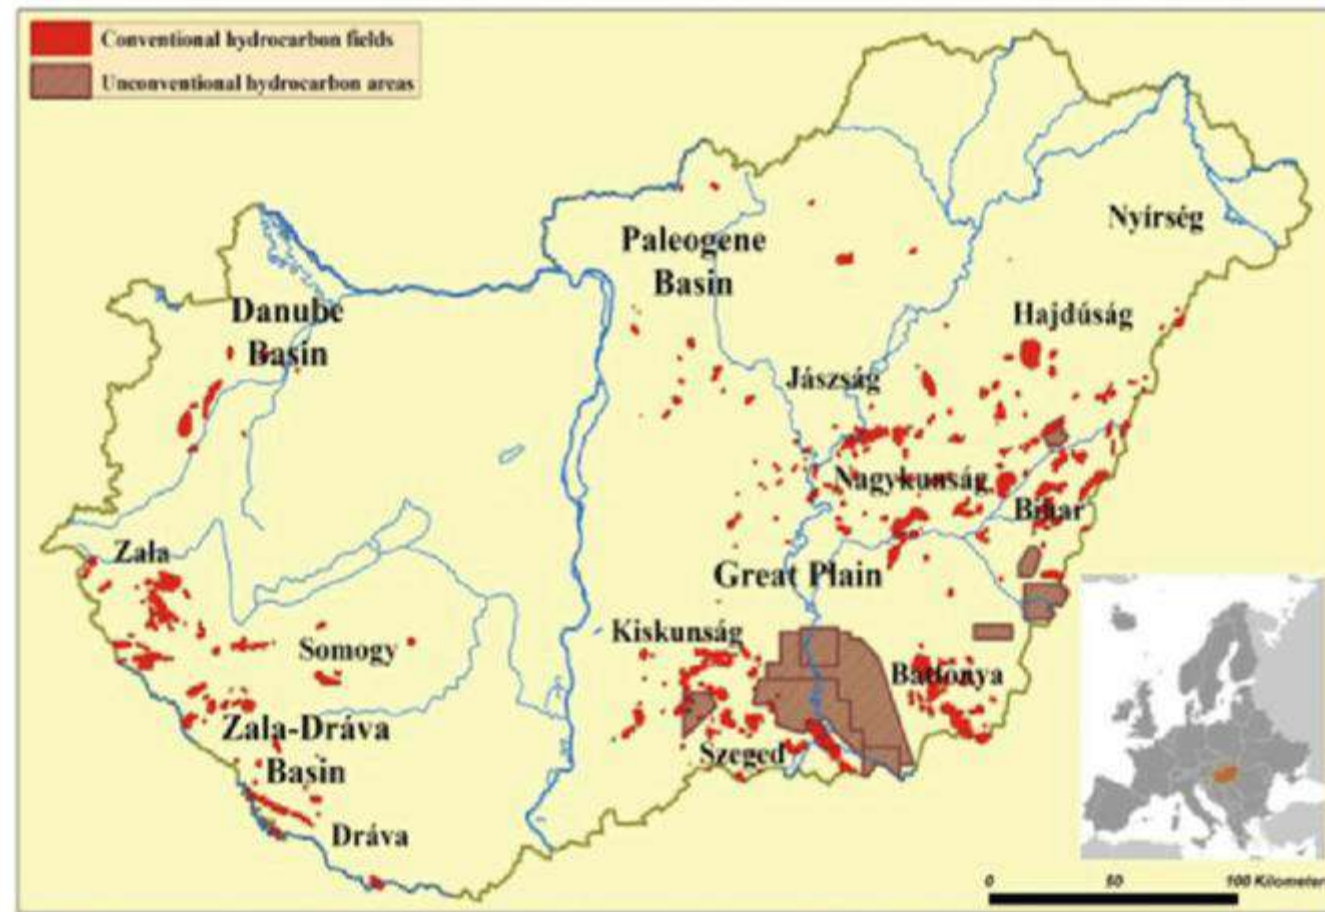 Conventional hydrocarbon fields
Unconventional hydrocarbon areas
Nyírség
Paleogene
Basin
Danube
Basin
Hajdúság
Jászság
Nagykunság
Bihar
Zala
Great Plain
Kiskunság
Somogy
Battonya
Zala-Dráva
Basin
Szeged
Dráva
0 50 100 Kilometer